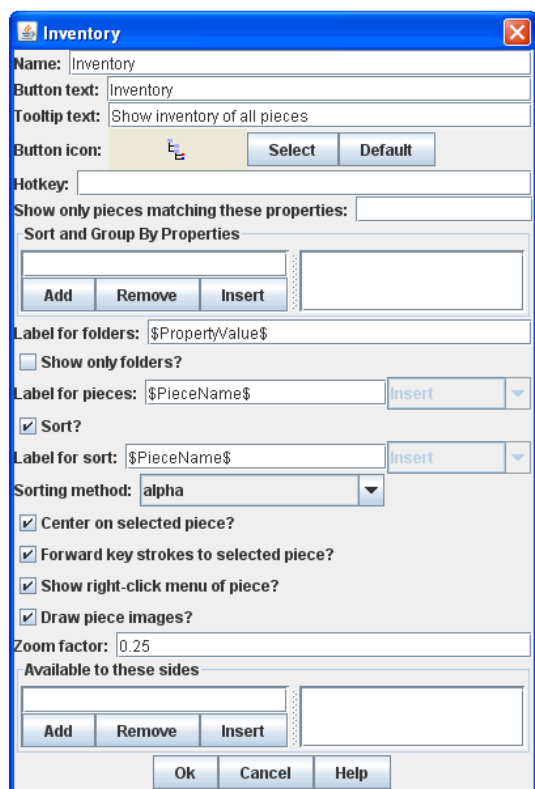 Inventory
Name: Inventory
Button text: Inventory
Tooltip text: Show inventory of all pieces
Button icon: Select Default
Hotkey:
Show only pieces matching these properties:
Sort and Group By Properties
Add Remove Insert
Label for folders: $PropertyValue$
Show only folders?
Label for pieces: $PieceName$ Insert
Sort?
Label for sort: $PieceName$ Insert
Sorting method: alpha
Center on selected piece?
Forward key strokes to selected piece?
Show right-click menu of piece?
Draw piece images?
Zoom factor: 0.25
Available to these sides
Add Remove Insert
Ok Cancel Help